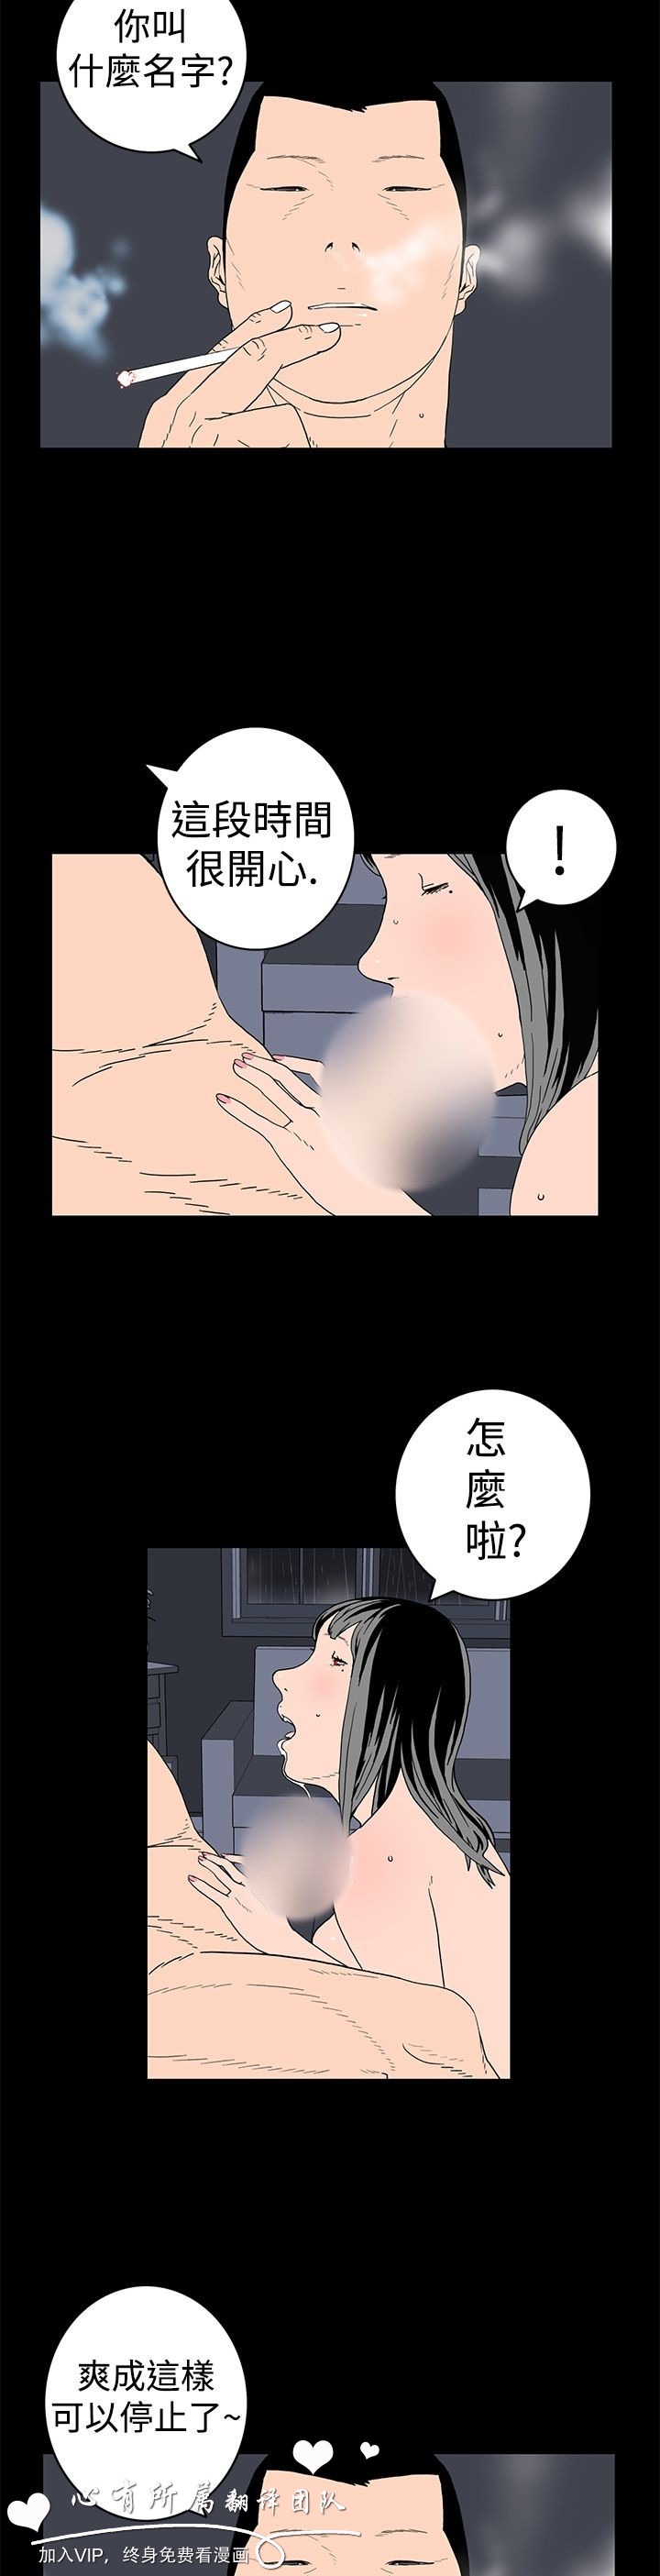 你叫
什麼名字?
這段時間
很開心.
!
怎
麼
啦?
爽成這樣
可以停止了~
心有所属翻译团队
加入VIP，终身免费看漫画